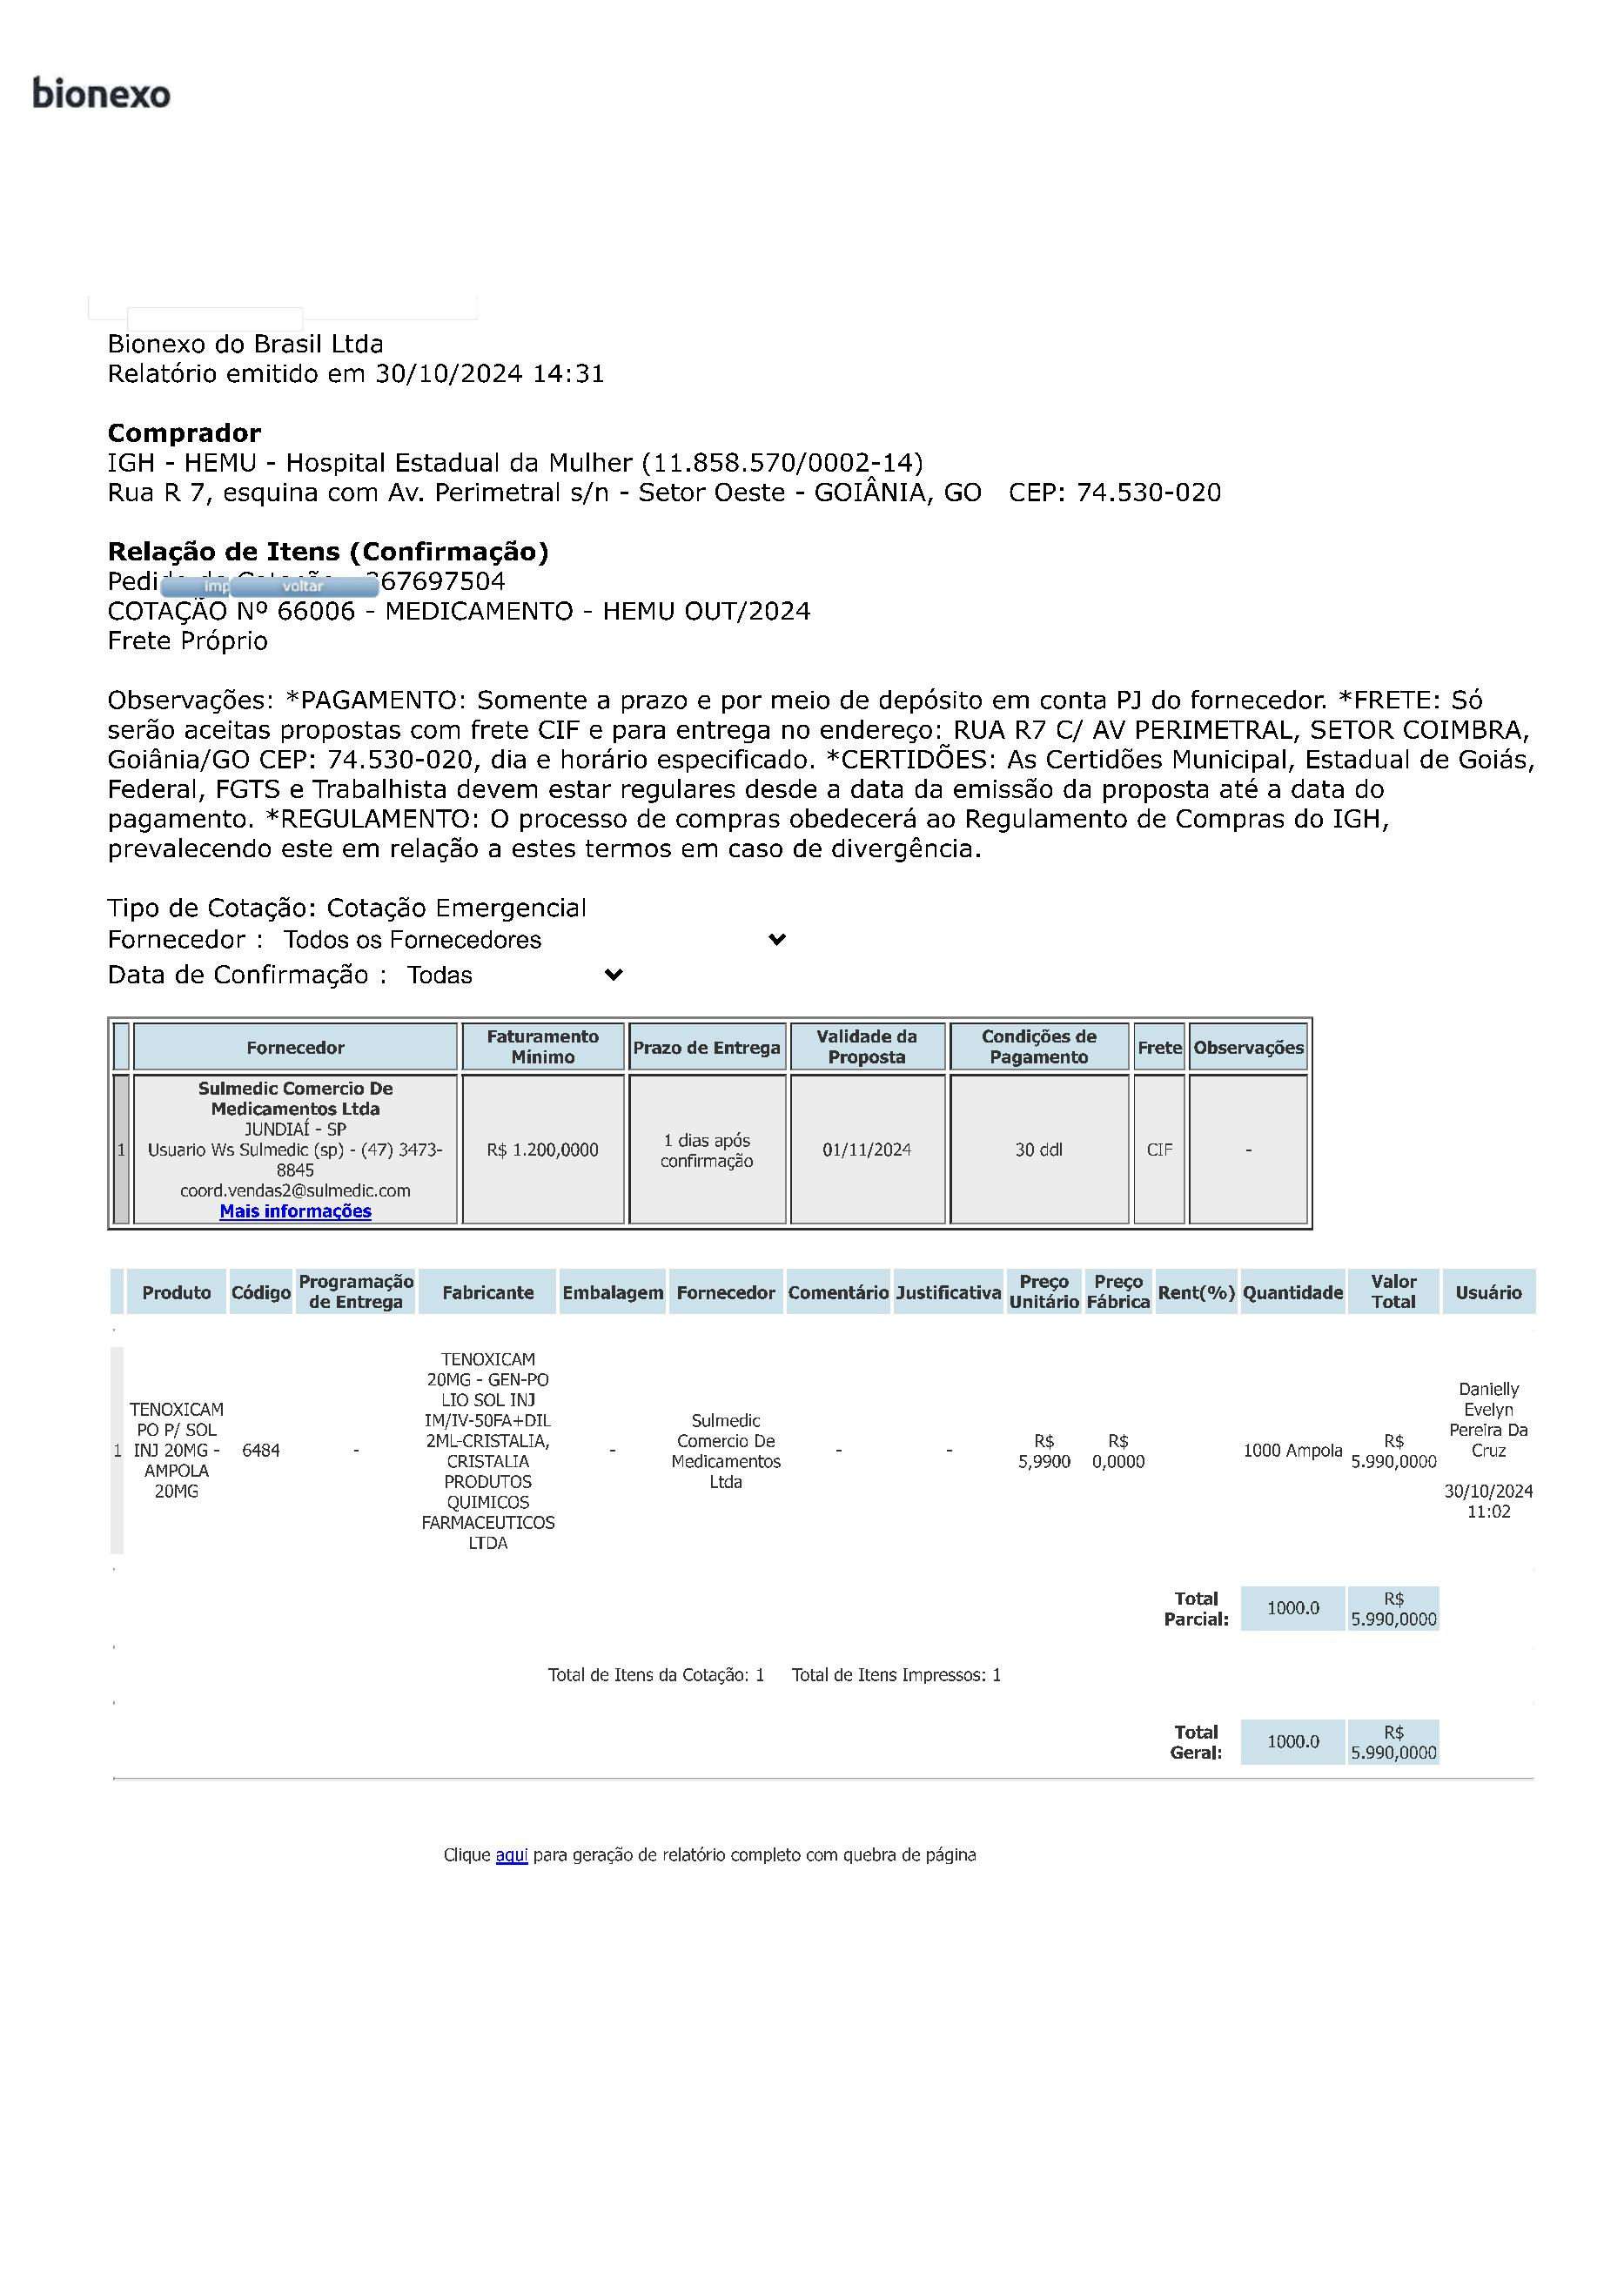 bionexo
Bionexo do Brasil Ltda
Relatório emitido em 30/10/2024 14:31
Comprador
IGH - HEMU - Hospital Estadual da Mulher (11.858.570/0002-14)
Rua R 7, esquina com Av. Perimetral s/n - Setor Oeste - GOIÂNIA, GO CEP: 74.530-020
Relação de Itens (Confirmação)
67697504
voltar
COTAÇÃO Nº 66006 - MEDICAMENTO - HEMU OUT/2024
Frete Próprio
Observações: *PAGAMENTO: Somente a prazo e por meio de depósito em conta PJ do fornecedor. *FRETE: Só
serão aceitas propostas com frete CIF e para entrega no endereço: RUA R7 C/ AV PERIMETRAL, SETOR COIMBRA,
Goiânia/GO CEP: 74.530-020, dia e horário especificado. *CERTIDÕES: As Certidões Municipal, Estadual de Goiás,
Federal, FGTS e Trabalhista devem estar regulares desde a data da emissão da proposta até a data do
pagamento. *REGULAMENTO: O processo de compras obedecerá ao Regulamento de Compras do IGH,
prevalecendo este em relação a estes termos em caso de divergência.
Tipo de Cotação: Cotação Emergencial
Fornecedor : Todos os Fornecedores
Data de Confirmação : Todas
Fornecedor
Faturamento
Mínimo
Prazo de Entrega
Validade da
Proposta
Condições de
Pagamento
Frete
Observações
1
Sulmedic Comercio De
Medicamentos Ltda
JUNDIAÍ - SP
Usuario Ws Sulmedic (sp) - (47) 3473-
8845
coord.vendas2@sulmedic.com
Mais informações
R$ 1.200,0000
1 dias após
confirmação
01/11/2024
30 ddl
CIF
-
Produto
Código
Programação
de Entrega
Fabricante
Embalagem
Fornecedor
Comentário
Justificativa
Preço
Unitário
Preço
Fábrica
Rent(%)
Quantidade
Valor
Total
Usuário
1
TENOXICAM
PO P/ SOL
INJ 20MG -
AMPOLA
20MG
6484
-
TENOXICAM
20MG - GEN-PO
LIO SOL INJ
IM/IV-50FA+DIL
2ML-CRISTALIA,
CRISTALIA
PRODUTOS
QUIMICOS
FARMACEUTICOS
LTDA
-
Sulmedic
Comercio De
Medicamentos
Ltda
-
-
R$
5,9900
R$
0,0000
1000 Ampola
R$
5.990,0000
Danielly
Evelyn
Pereira Da
Cruz
30/10/2024
11:02
Total
Parcial:
1000.0
R$
5.990,0000
Total de Itens da Cotação: 1 Total de Itens Impressos: 1
Total
Geral:
1000.0
R$
5.990,0000
Clique aqui para geração de relatório completo com quebra de página